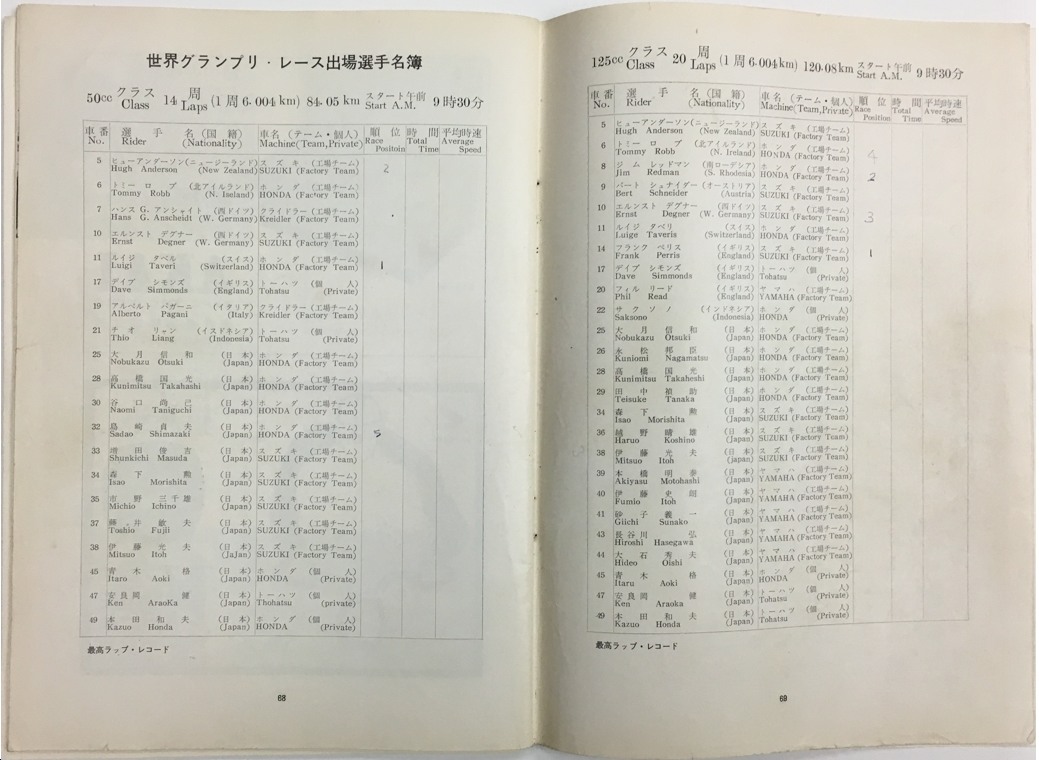 世界グランプリ・レース出場選手名簿
50cc クラス Class 14 周 Laps (1周6.004km) 84.05km スタート午前 Start A.M. 9時30分
車番 選手名(国籍) 車名(チーム・個人) 順位 時間 平均時速
No. Rider (Nationality) Machine(Team,Private) Race Positoin Total Time Average Speed
5 ヒューアンダーソン(ニュージーランド) スズキ (工場チーム)
Hugh Anderson (New Zealand) SUZUKI (Factory Team) 2
6 トミーロブ (北アイルランド) ホンダ (工場チーム)
Tommy Robb (N. Iseland) HONDA (Factory Team)
7 ハンスG.アンシャイト (西ドイツ) クライドラー (工場チーム)
Hans G. Anscheidt (W. Germany) Kreidler (Factory Team)
10 エルンスト デグナー (西ドイツ) スズキ (工場チーム)
Ernst Degner (W. Germany) SUZUKI (Factory Team)
11 ルイジ タベル (スイス) ホンダ (工場チーム)
Luigi Taveri (Switzerland) HONDA (Factory Team) 1
17 デイブ シモンズ (イギリス) トーハツ (個人)
Dave Simmonds (England) Tohatsu (Private)
19 アルベルト パガーニ (イタリア) クライドラー (工場チーム)
Alberto Pagani (Italy) Kreidler (Factory Team)
21 チオ リャン (イスドネシア) トーハツ (個人)
Thio Liang (Indonesia) Tohatsu (Private)
25 大月信和 (日本) ホンダ (工場チーム)
Nobukazu Otsuki (Japan) HONDA (Factory Team)
28 高橋国光 (日本) ホンダ (工場チーム)
Kunimitsu Takahashi (Japan) HONDA (Factory Team)
30 谷口尚己 (日本) ホンダ (工場チーム)
Naomi Taniguchi (Japan) HONDA (Factory Team)
32 島崎貞夫 (日本) ホンダ (工場チーム)
Sadao Shimazaki (Japan) HONDA (Factory Team) 5
33 増田俊吉 (日本) スズキ (工場チーム)
Shunkichi Masuda (Japan) SUZUKI (Factory Team)
34 森下勲 (日本) スズキ (工場チーム)
Isao Morishita (Japan) SUZUKI (Factory Team)
35 市野三千雄 (日本) スズキ (工場チーム)
Michio Ichino (Japan) SUZUKI (Factory Team)
37 藤井敏夫 (日本) スズキ (工場チーム)
Toshio Fujli (Japan) SUZUKI (Factory Team)
38 伊藤光夫 (日本) スズキ (工場チーム)
Mitsuo Itoh (JaJan) SUZUKI (Factory Team)
45 青木格 (日本) ホンダ (個人)
Itaro Aoki (Japan) HONDA (Private)
47 安良岡健 (日本) トーハツ (個人)
Ken AraoKa (Japan) Thohatsu (private)
49 本田和夫 (日本) ホンダ (個人)
Kazuo Honda (Japan) HONDA (Private)
最高ラップ・レコード
68
125cc クラス Class 20 周 Laps (1周6.004km) 120.08km スタート午前 Start A.M. 9時30分
車番 選手名(国籍) 車名(チーム・個人) 順位 時間 平均時速
No. Rider (Nationality) Machine(Team,Private) Race Position Total Time Average Speed
5 ヒューアンダーソン(ニュージーランド) スズキ (工場チーム)
Hugh Anderson (New Zealand) SUZUKI (Factory Team)
6 トミーロブ (北アイルランド) ホンダ (工場チーム)
Tommy Robb (N. Ireland) HONDA (Factory Team) 4
8 ジム レッドマン (南ローデシア) ホンダ (工場チーム)
Jim Redman (S. Rhodesia) HONDA (Factory Team) 2
9 バート シュナイダー (オーストリア) スズキ (工場チーム)
Bert Schneider (Austria) SUZUKI (Factory Team)
10 エルンスト デグナー (西ドイツ) スズキ (工場チーム)
Ernst Degner (W. Germany) SUZUKI (Factory Team) 3
11 ルイジ タベリ (スイス) ホンダ (工場チーム)
Luige Taveris (Switzerland) HONDA (Factory Team)
14 フランク ペリス (イギリス) スズキ (工場チーム)
Frank Perris (England) SUZUKI (Factory Team) 1
17 デイブ シモンズ (イギリス) トーハツ (個人)
Dave Simmonds (England) Tohatsu (Private)
20 フィル リード (イギリス) ヤマハ (工場チーム)
Phil Read (England) YAMAHA (Factory Team)
22 サクソノ (インドネシア) ホンダ (個人)
Saksono (Indonesia) HONDA (Private)
25 大月信和 (日本) ホンダ (工場チーム)
Nobukazu Otsuki (Japan) HONDA (Factory Team)
26 永松邦臣 (日本) ホンダ (工場チーム)
Kuniomi Nagamatsu (Japan) HONDA (Factory Team)
28 高橋国光 (日本) ホンダ (工場チーム)
Kunimitsu Takaheshi (Japan) HONDA (Factory Team)
29 田中楨助 (日本) ホンダ (工場チーム)
Teisuke Tanaka (Japan) HONDA (Factory Team)
34 森下勲 (日本) スズキ (工場チーム)
Isao Morishita (Japan) SUZUKI (Factory Team)
36 越野晴雄 (日本) スズキ (工場チーム)
Haruo Koshino (Japan) SUZUKI (Factory Team)
38 伊藤光夫 (日本) スズキ (工場チーム)
Mitsuo Itoh (Japan) SUZUKI (Factory Team)
39 本橋明泰 (日本) ヤマハ (工場チーム)
Akiyasu Motohashi (Japan) YAMAHA (Factory Team)
40 伊藤史朗 (日本) ヤマハ (工場チーム)
Fumio Itoh (Japan) YAMAHA (Factory Team)
41 砂子義一 (日本) ヤマハ (工場チーム)
Giichi Sunako (Japan) YAMAHA (Factory Team)
43 長谷川弘 (日本) ヤマハ (工場チーム)
Hiroshi Hasegawa (Japan) YAMAHA (Factory Team)
44 大石秀夫 (日本) ヤマハ (工場チーム)
Hideo Oishi (Japan) YAMAHA (Factory Team)
45 青木格 (日本) ホンダ (個人)
Itaru Aoki (Japan) HONDA (Private)
47 安良岡健 (日本) トーハツ (個人)
Ken Araoka (Japan) Tohatsu (Private)
49 本田和夫 (日本) トーハツ (個人)
Kazuo Honda (Japan) Tohatsu (Private)
最高ラップ・レコード
69